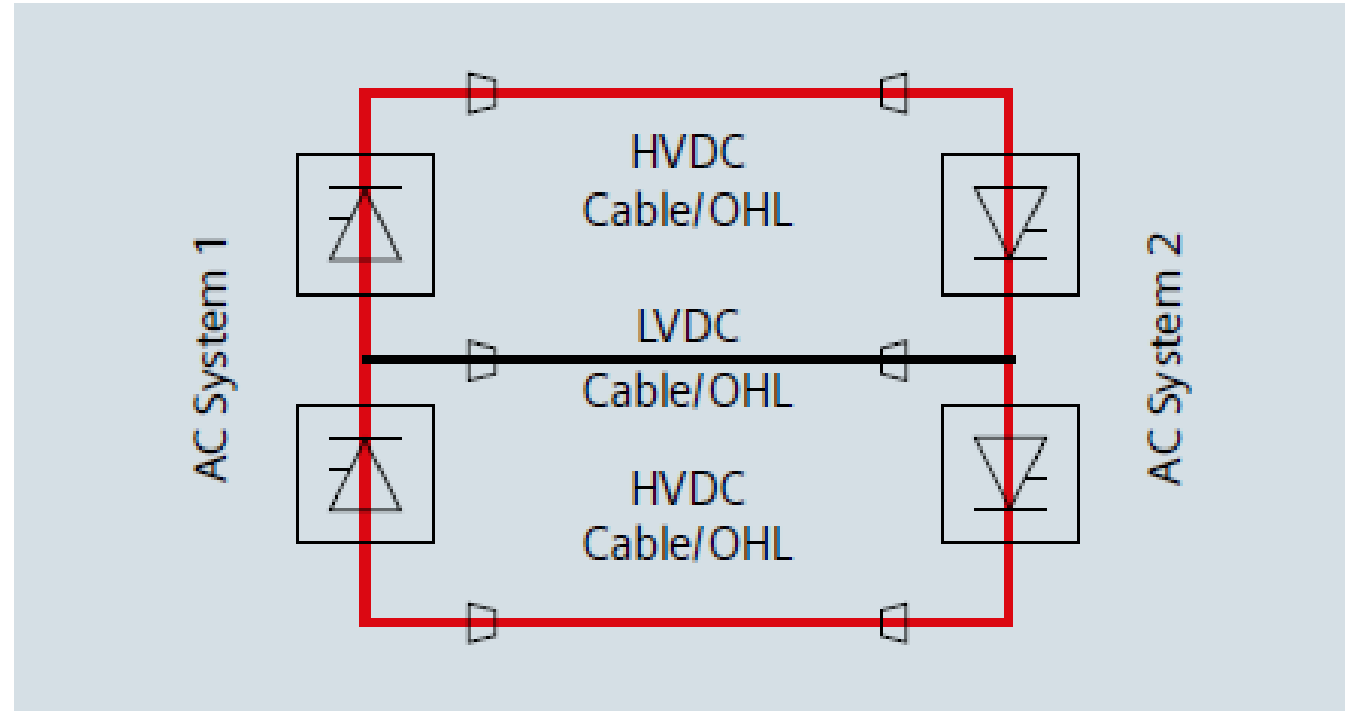 HVDC
Cable/OHL
AC System 1
LVDC
Cable/OHL
AC System 2
HVDC
Cable/OHL